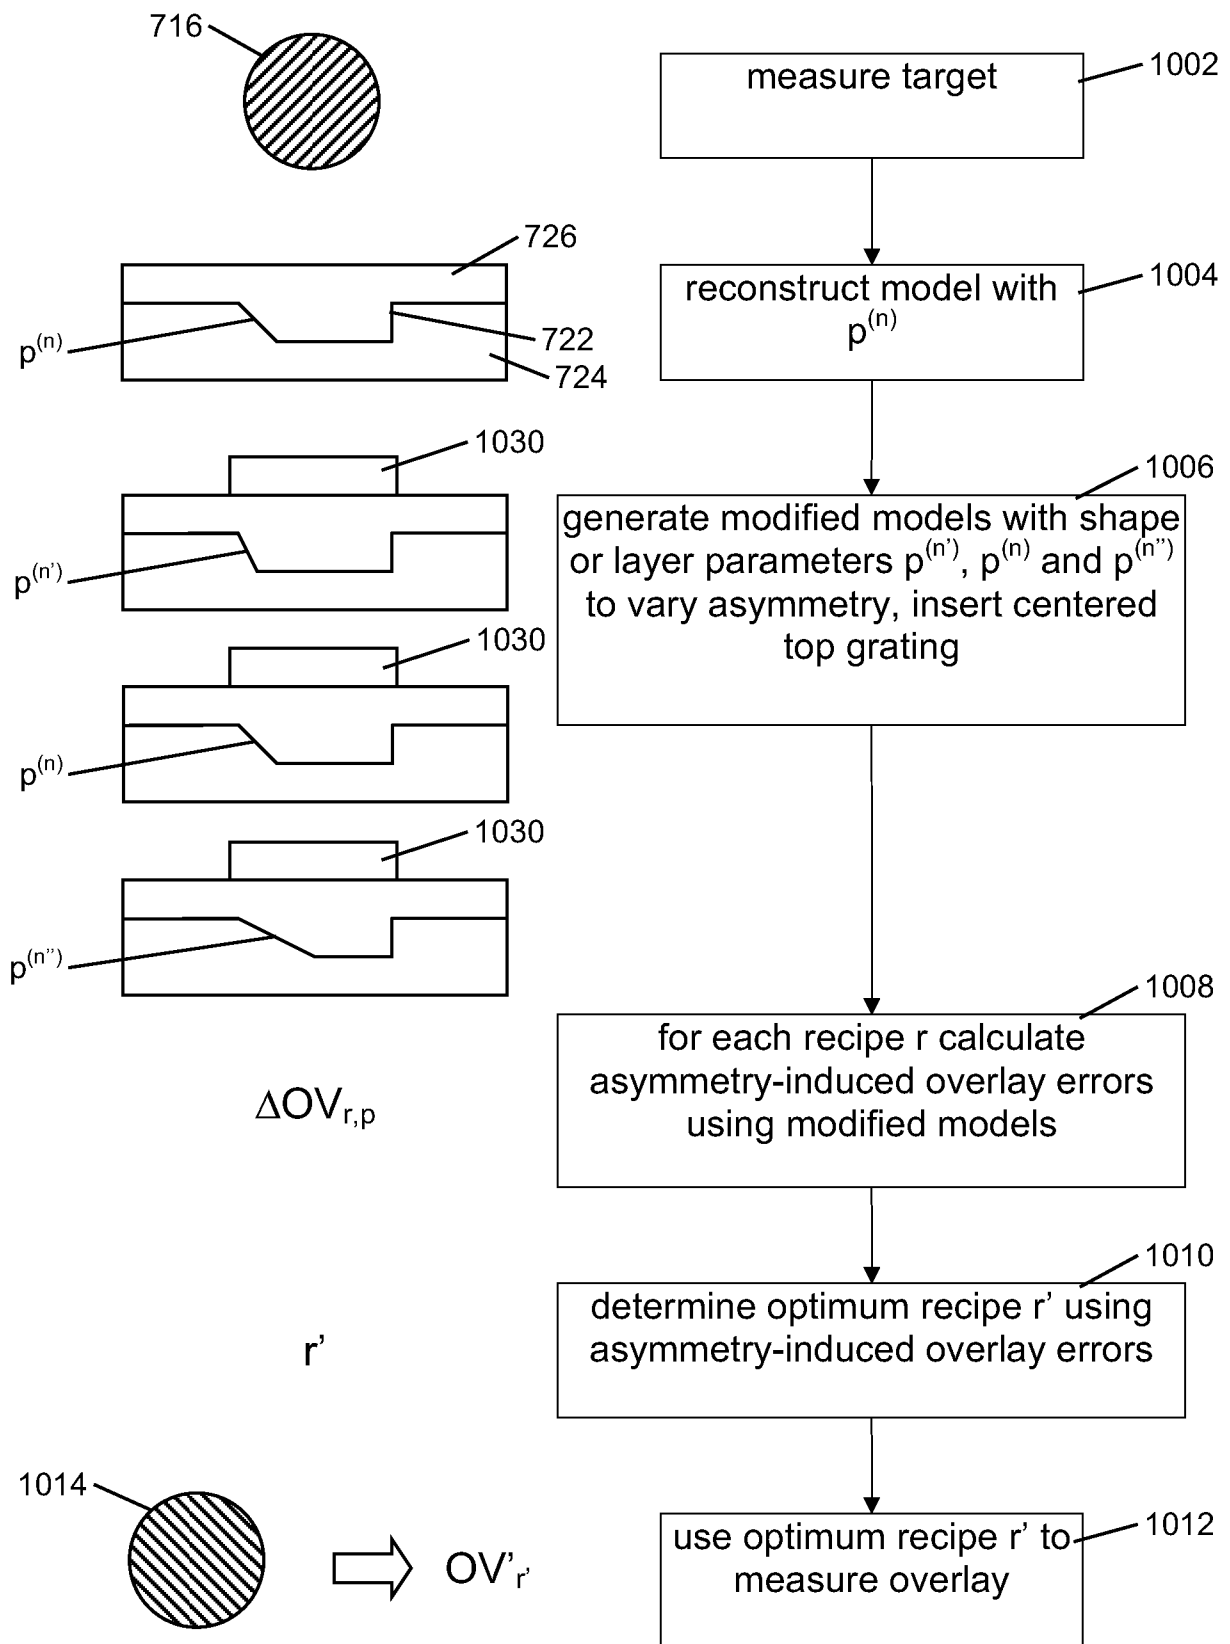 716
measure target
1002
726
reconstruct model with
p(n)
1004
p(n)
722
724
1030
1006
generate modified models with shape
or layer parameters p(n'), p(n) and p(n'')
to vary asymmetry, insert centered
top grating
p(n')
1030
p(n)
1030
p(n'')
1008
for each recipe r calculate
asymmetry-induced overlay errors
using modified models
ΔOVr,p
1010
determine optimum recipe r’ using
asymmetry-induced overlay errors
r’
1014
OV’r’
1012
use optimum recipe r’ to
measure overlay